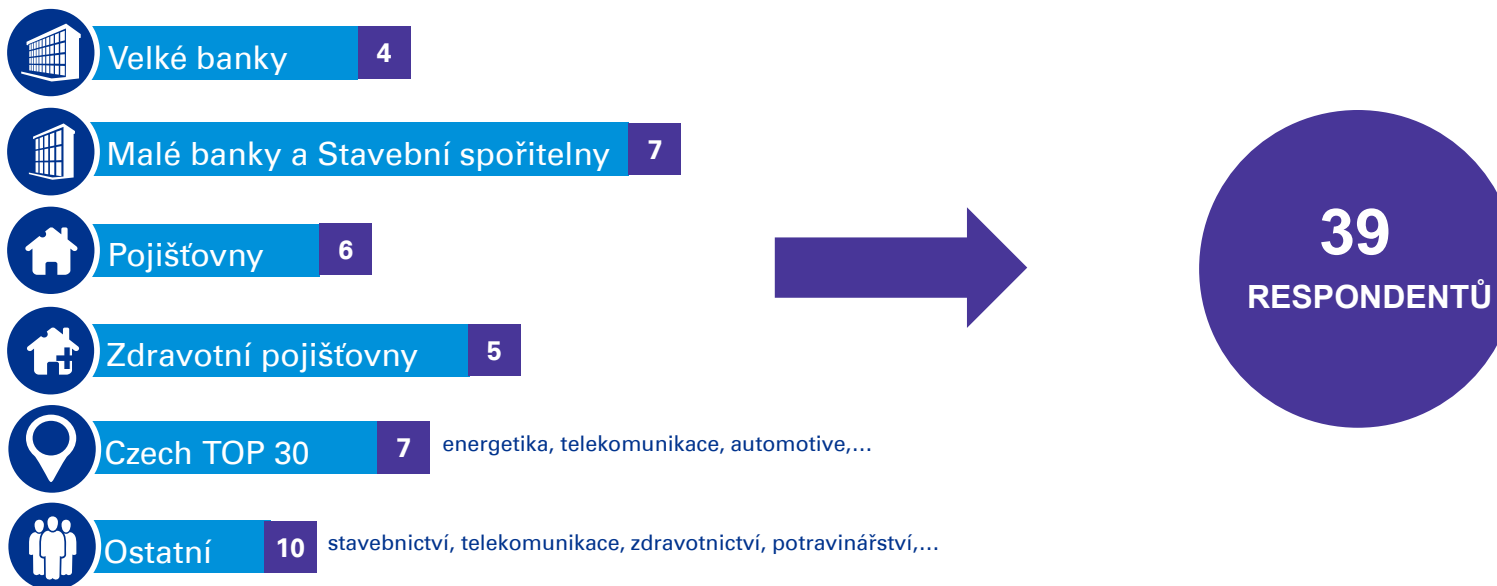 Velké banky 4
Malé banky a Stavební spořitelny 7
Pojišťovny 6
Zdravotní pojišťovny 5
Czech TOP 30 7 energetika, telekomunikace, automotive,...
Ostatní 10 stavebnictví, telekomunikace, zdravotnictví, potravinářství,...
39
RESPONDENTŮ